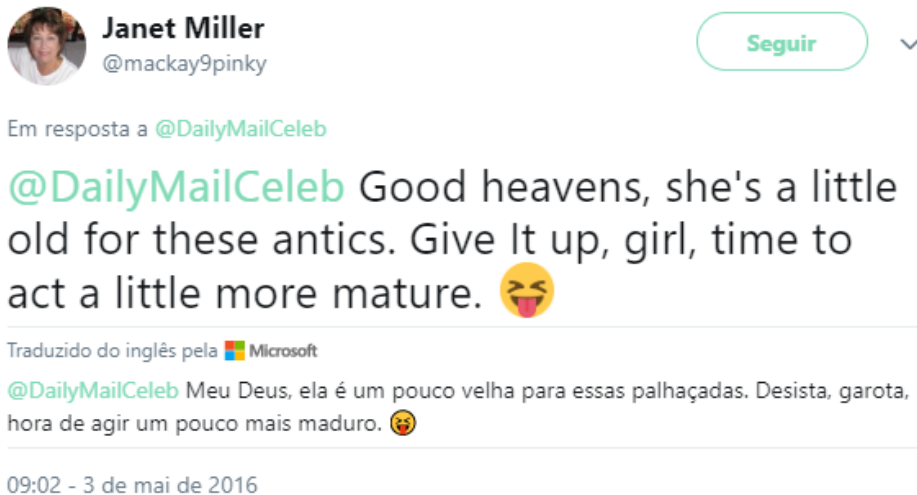 Janet Miller
@mackay9pinky
Seguir
Em resposta a @DailyMailCeleb
@DailyMailCeleb Good heavens, she's a little
old for these antics. Give It up, girl, time to
act a little more mature. 😝
Traduzido do inglês pela Microsoft
@DailyMailCeleb Meu Deus, ela é um pouco velha para essas palhaçadas. Desista, garota,
hora de agir um pouco mais maduro. 😝
09:02 - 3 de mai de 2016